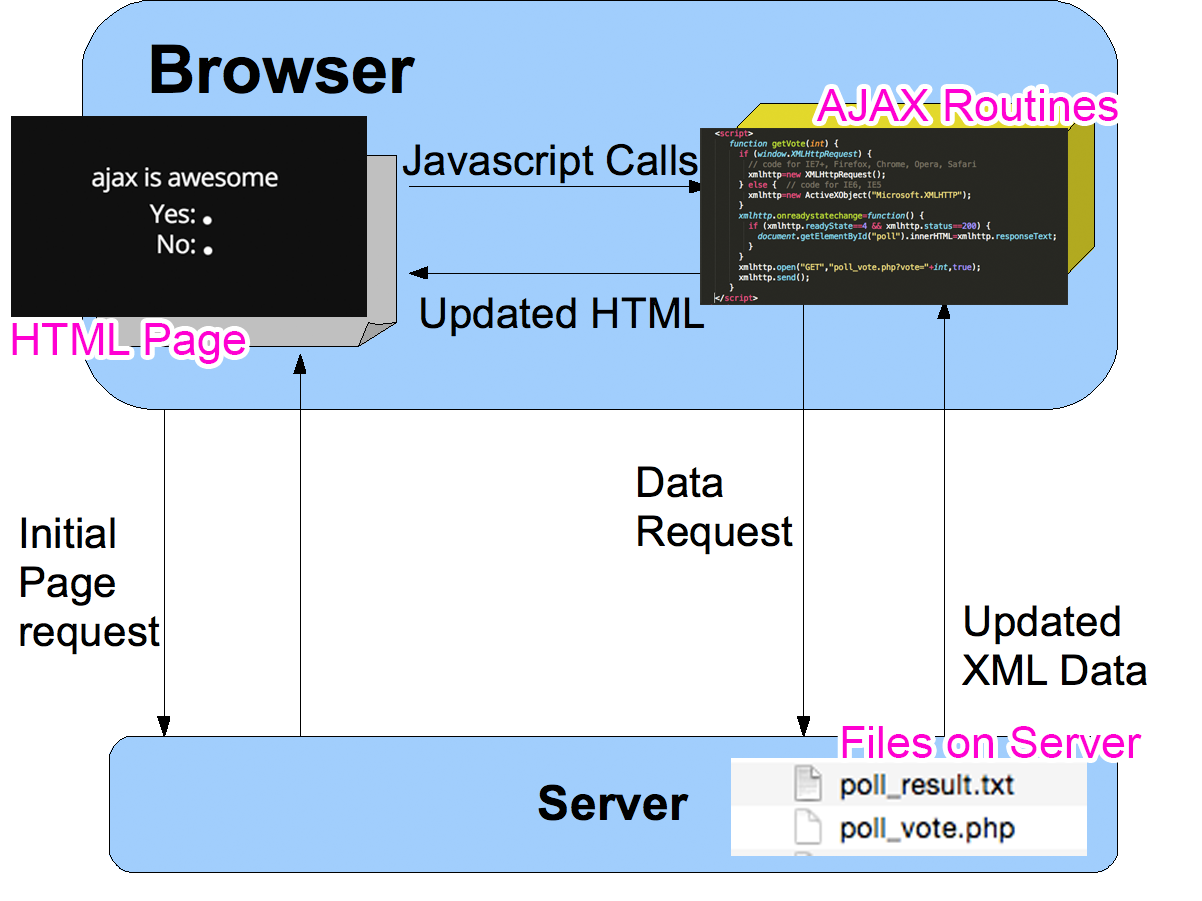 Browser
AJAX Routines
ajax is awesome
Yes:
No:
HTML Page
Javascript Calls
Updated HTML
<script>
function getVote(int) {
if (window.XMLHttpRequest) {
// code for IE7+, Firefox, Chrome, Opera, Safari
xmlhttp=new XMLHttpRequest();
} else { // code for IE6, IE5
xmlhttp=new ActiveXObject("Microsoft.XMLHTTP");
}
xmlhttp.onreadystatechange=function() {
if (xmlhttp.readyState==4 && xmlhttp.status==200) {
document.getElementById("poll").innerHTML=xmlhttp.responseText;
}
}
xmlhttp.open("GET","poll_vote.php?vote="+int,true);
xmlhttp.send();
}
</script>
Initial
Page
request
Data
Request
Updated
XML Data
Files on Server
Server
poll_result.txt
poll_vote.php